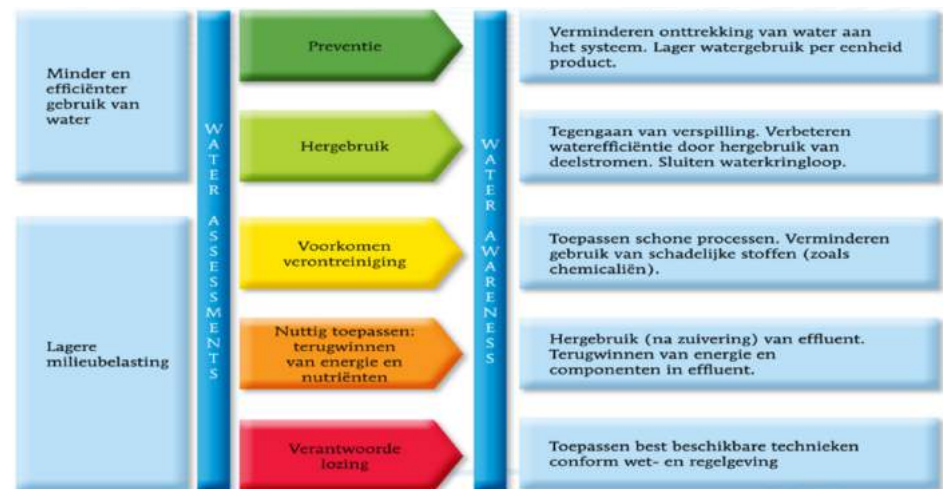 Minder en
efficiënter
gebruik van
water
Lagere
milieubelasting
WATER ASSESSMENTS
Preventie
Hergebruik
Voorkomen
verontreiniging
Nuttig toepassen:
terugwinnen
van energie en
nutriënten
Verantwoorde
lozing
WATER AWARENESS
Verminderen onttrekking van water aan
het systeem. Lager watergebruik per eenheid
product.
Tegengaan van verspilling. Verbeteren
waterefficiëntie door hergebruik van
deelstromen. Sluiten waterkringloop.
Toepassen schone processen. Verminderen
gebruik van schadelijke stoffen (zoals
chemicaliën).
Hergebruik (na zuivering) van effluent.
Terugwinnen van energie en
componenten in effluent.
Toepassen best beschikbare technieken
conform wet- en regelgeving